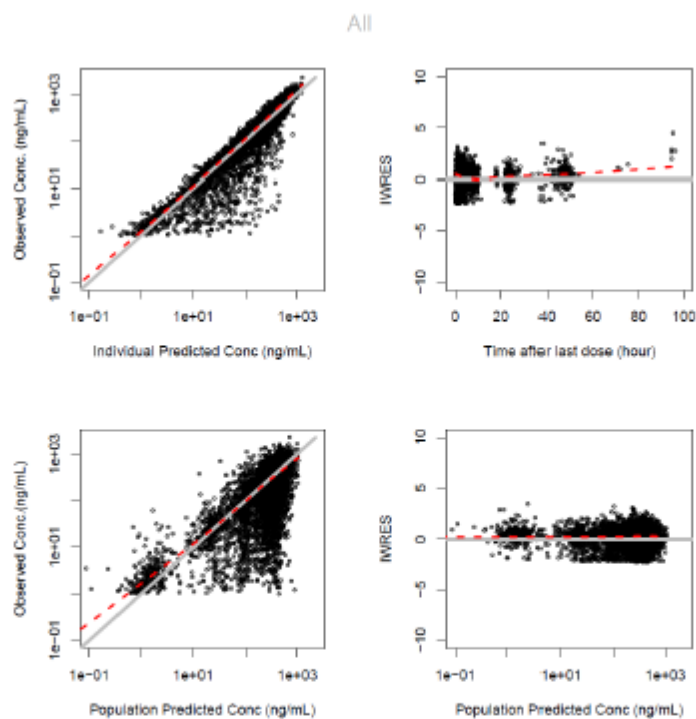 All
Observed Conc. (ng/mL)
1e-01 1e+01 1e+03
1e-01 1e+01 1e+03
Individual Predicted Conc (ng/mL)
IWRES
-10 -5 0 5 10
0 20 40 60 80 100
Time after last dose (hour)
Observed Conc.(ng/mL)
1e-01 1e+01 1e+03
1e-01 1e+01 1e+03
Population Predicted Conc (ng/mL)
IWRES
-10 -5 0 5 10
1e-01 1e+01 1e+03
Population Predicted Conc (ng/mL)